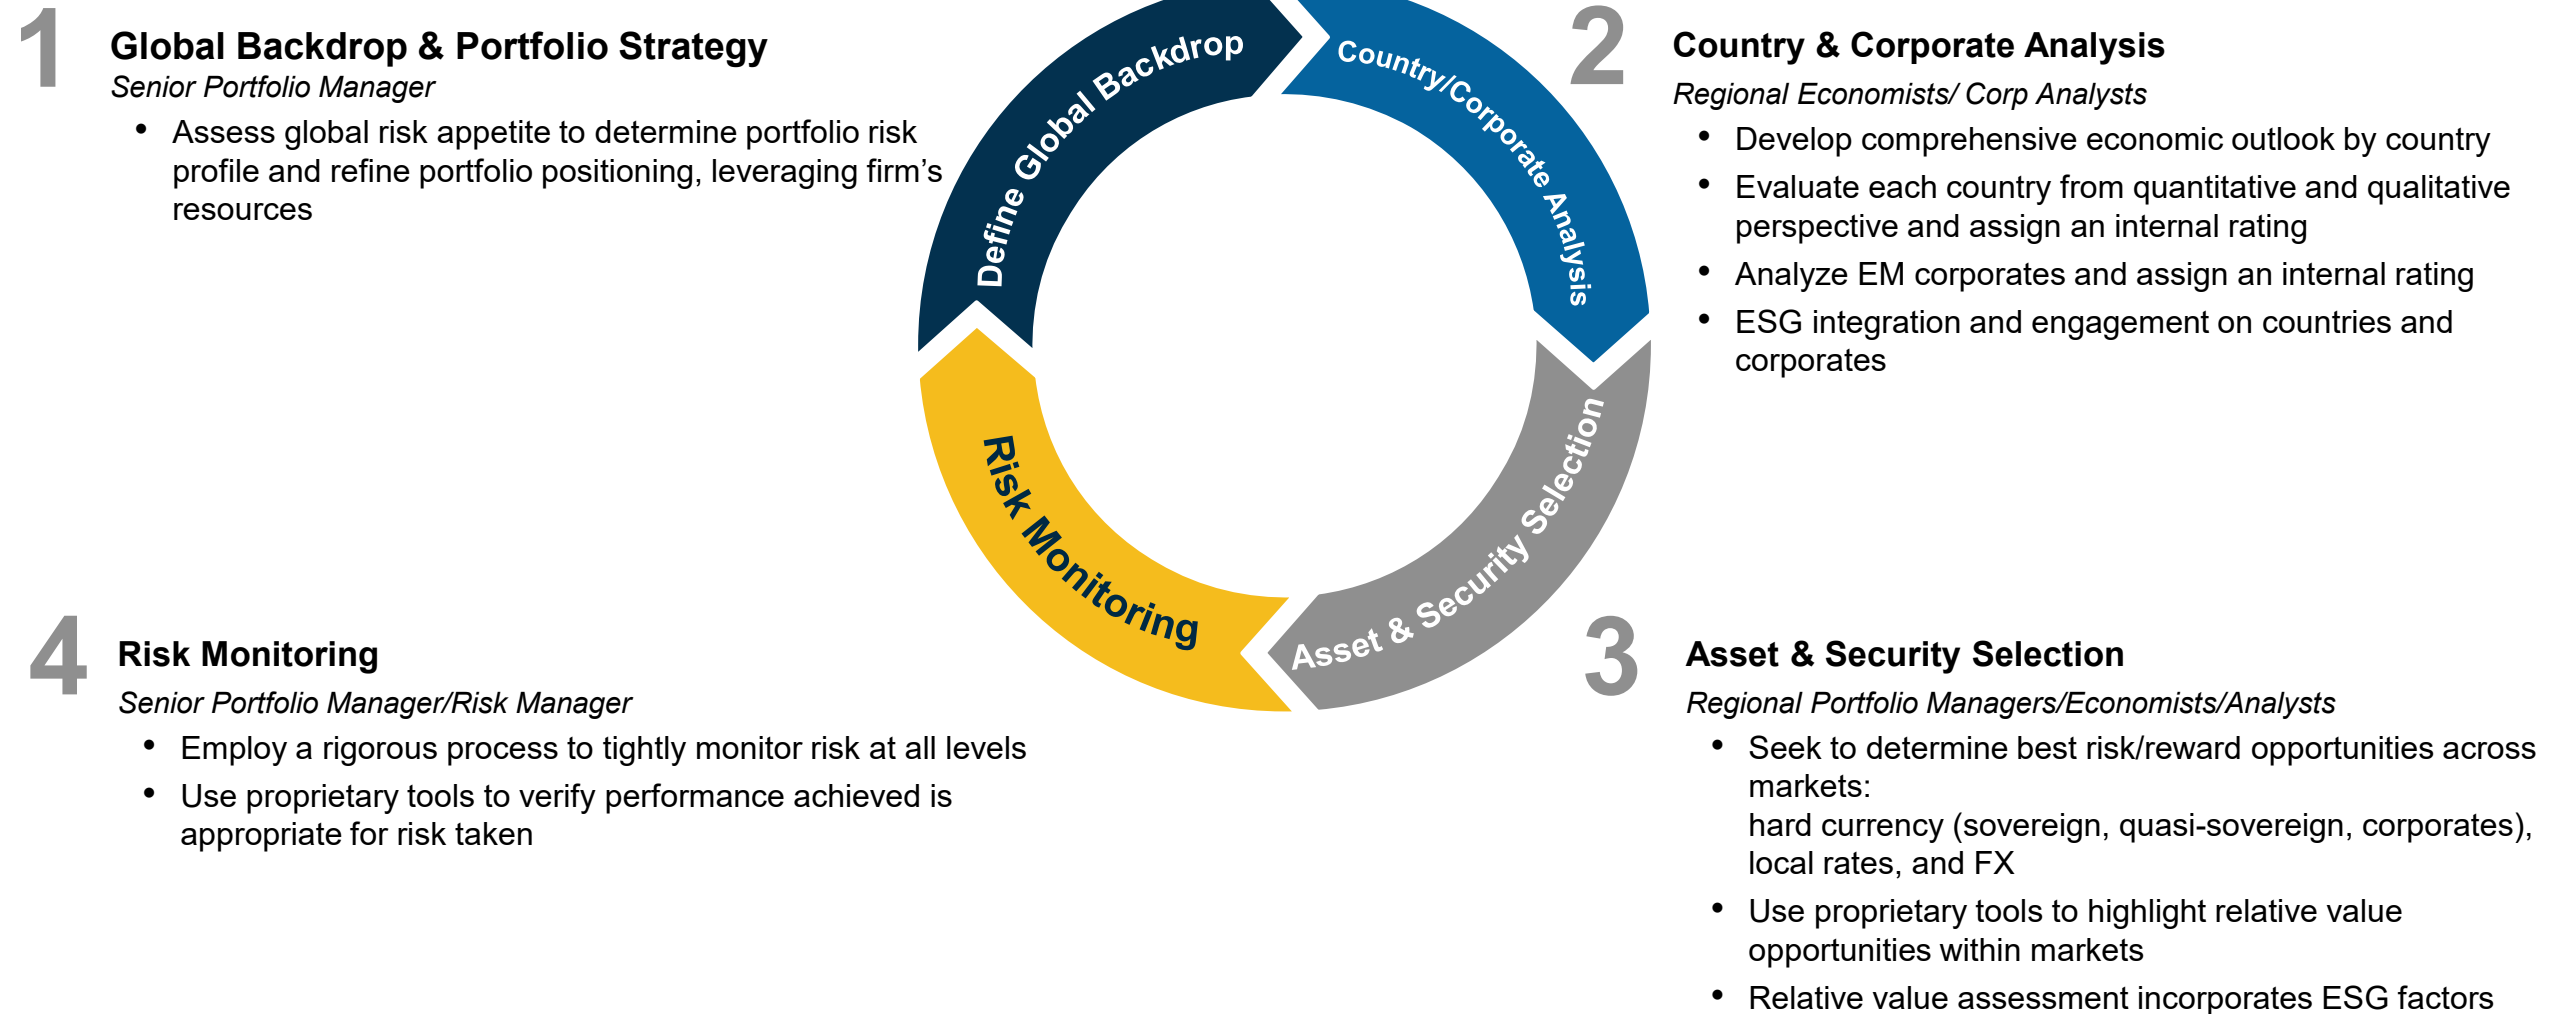 1
Global Backdrop & Portfolio Strategy
Senior Portfolio Manager
• Assess global risk appetite to determine portfolio risk
profile and refine portfolio positioning, leveraging firm’s
resources
Define Global Backdrop
Country/Corporate Analysis
Asset & Security Selection
Risk Monitoring
2
Country & Corporate Analysis
Regional Economists/ Corp Analysts
• Develop comprehensive economic outlook by country
• Evaluate each country from quantitative and qualitative
perspective and assign an internal rating
• Analyze EM corporates and assign an internal rating
• ESG integration and engagement on countries and
corporates
3
Asset & Security Selection
Regional Portfolio Managers/Economists/Analysts
• Seek to determine best risk/reward opportunities across
markets:
hard currency (sovereign, quasi-sovereign, corporates),
local rates, and FX
• Use proprietary tools to highlight relative value
opportunities within markets
• Relative value assessment incorporates ESG factors
4
Risk Monitoring
Senior Portfolio Manager/Risk Manager
• Employ a rigorous process to tightly monitor risk at all levels
• Use proprietary tools to verify performance achieved is
appropriate for risk taken